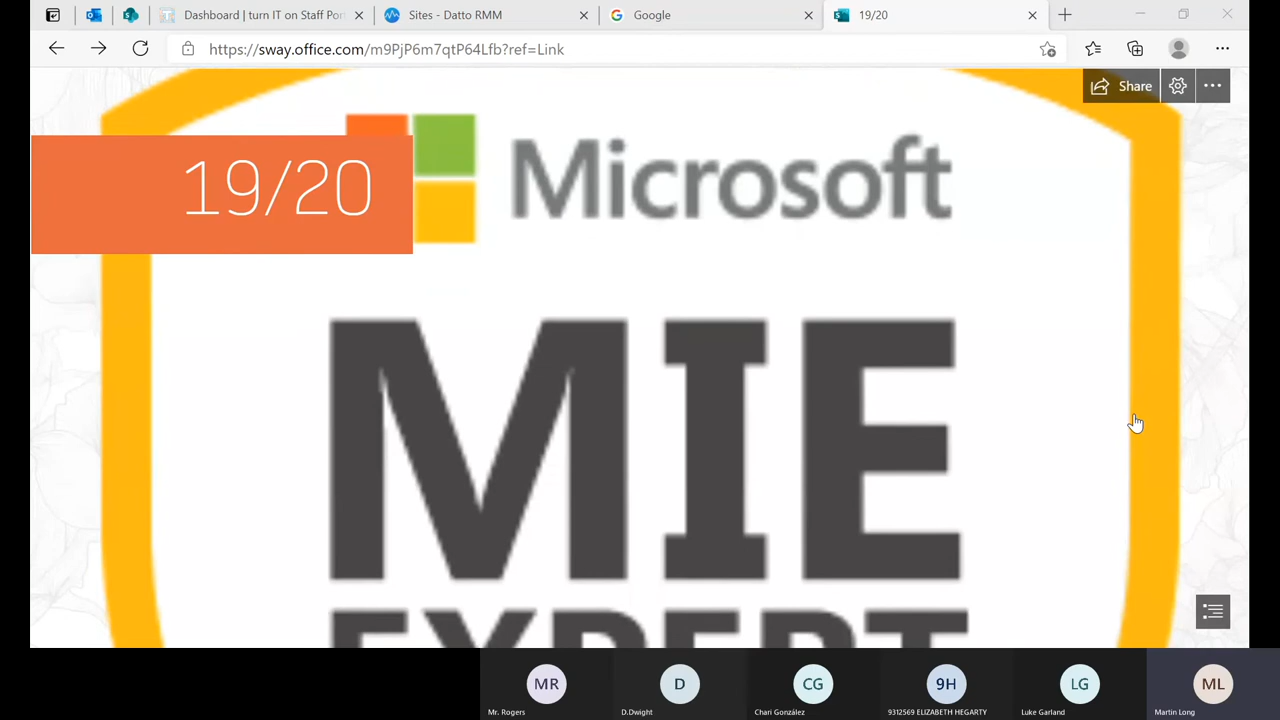 Dashboard | turn IT on Staff Por
Sites - Datto RMM
Google
19/20
https://sway.office.com/m9PjP6m7qtP64Lfb?ref=Link
Share
Microsoft
19/20
MIE
EXPERT
MR
D
CG
9H
LG
ML
Mr. Rogers
D.Dwight
Chari González
9312569 ELIZABETH HEGARTY
Luke Garland
Martin Long